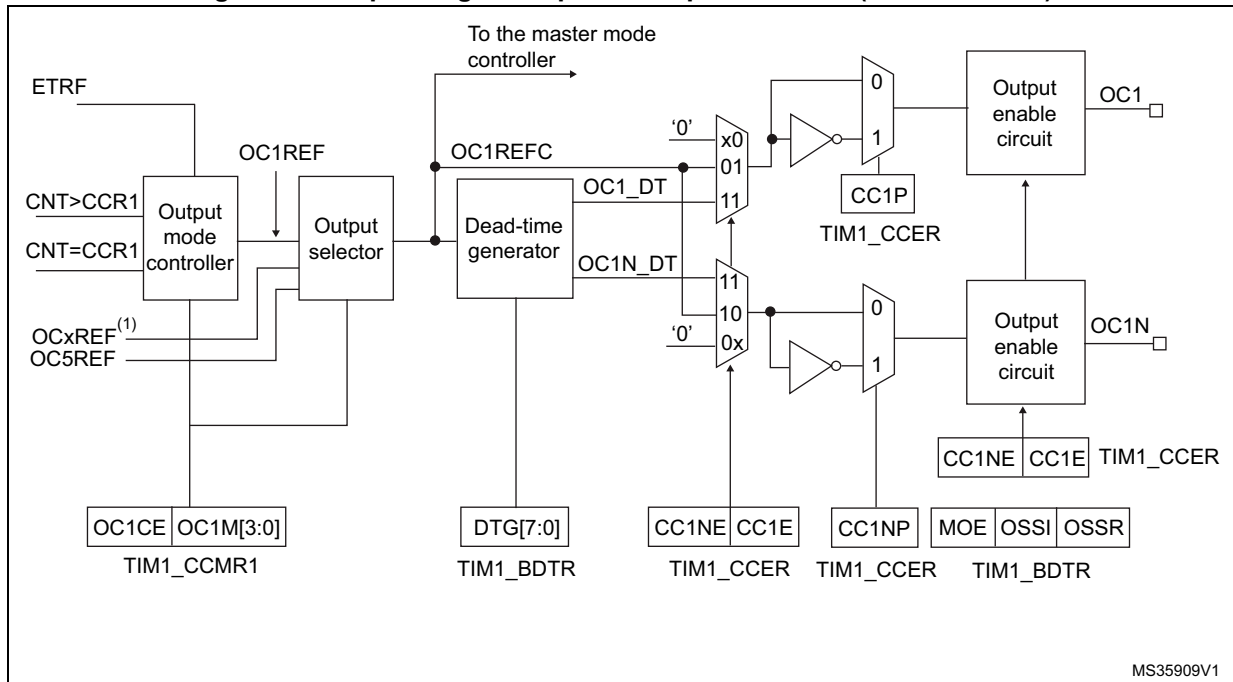 To the master mode
controller
ETRF
OC1REF
CNT>CCR1
CNT=CCR1
Output
mode
controller
Output
selector
OCxREF(1)
OC5REF
OC1REFC
Dead-time
generator
OC1_DT
OC1N_DT
'0'
x0
01
11
11
10
0x
'0'
0
1
CC1P
TIM1_CCER
0
1
Output
enable
circuit
OC1
Output
enable
circuit
OC1N
CC1NE CC1E TIM1_CCER
OC1CE OC1M[3:0]
TIM1_CCMR1
DTG[7:0]
TIM1_BDTR
CC1NE CC1E
TIM1_CCER
CC1NP
TIM1_CCER
MOE OSSI OSSR
TIM1_BDTR
MS35909V1